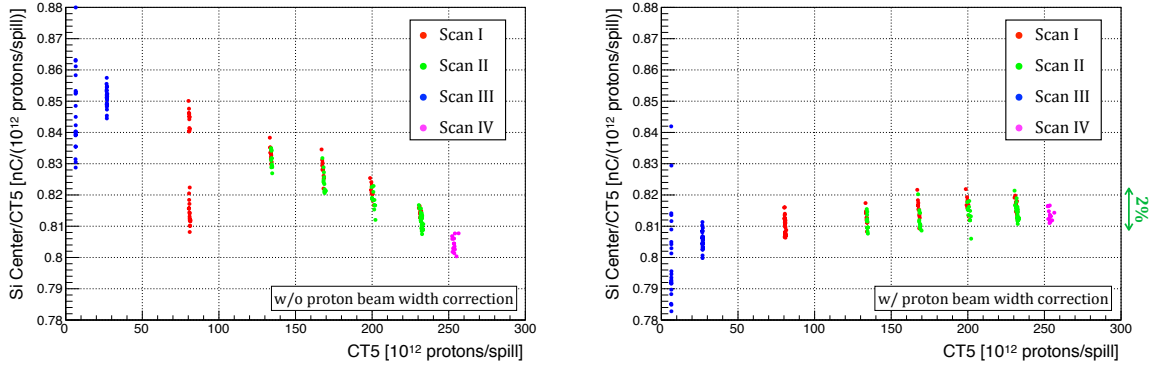 Si Center/CT5 [nC/(10¹² protons/spill)]
0.88
0.87
0.86
0.85
0.84
0.83
0.82
0.81
0.8
0.79
0.78
Scan I
Scan II
Scan III
Scan IV
w/o proton beam width correction
0 50 100 150 200 250 300
CT5 [10¹² protons/spill]
Si Center/CT5 [nC/(10¹² protons/spill)]
0.88
0.87
0.86
0.85
0.84
0.83
0.82
0.81
0.8
0.79
0.78
Scan I
Scan II
Scan III
Scan IV
2%
w/ proton beam width correction
0 50 100 150 200 250 300
CT5 [10¹² protons/spill]